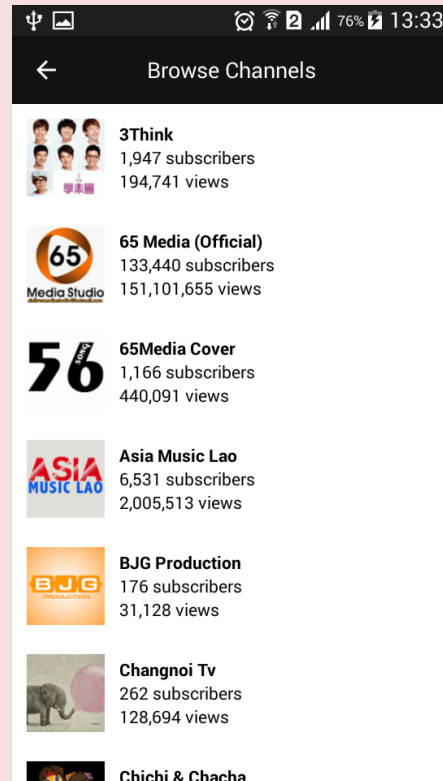 2 76% 13:33
Browse Channels
3Think
1,947 subscribers
194,741 views
65 Media (Official)
65
Media Studio
133,440 subscribers
151,101,655 views
65Media Cover
56
SONG
1,166 subscribers
440,091 views
Asia Music Lao
ASIA
MUSIC LAO
6,531 subscribers
2,005,513 views
BJG Production
BJG
PRODUCTION
176 subscribers
31,128 views
Changnoi Tv
262 subscribers
128,694 views
Chichi & Chacha